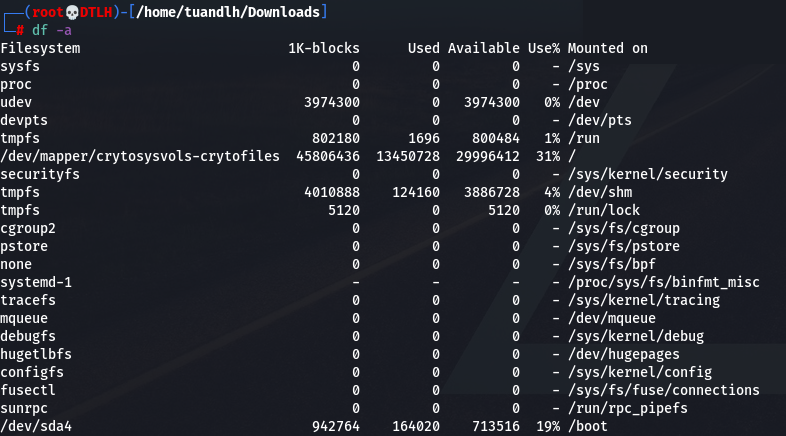 ┌──(root💀DTLH)-[/home/tuandlh/Downloads]
└─# df -a
Filesystem                           1K-blocks     Used Available Use% Mounted on
sysfs                                        0        0         0    - /sys
proc                                         0        0         0    - /proc
udev                                   3974300        0   3974300   0% /dev
devpts                                       0        0         0    - /dev/pts
tmpfs                                   802180     1696    800484   1% /run
/dev/mapper/crytosysvols-crytofiles  45806436 13450728  29996412  31% /
securityfs                                   0        0         0    - /sys/kernel/security
tmpfs                                  4010888   124160   3886728   4% /dev/shm
tmpfs                                     5120        0      5120   0% /run/lock
cgroup2                                      0        0         0    - /sys/fs/cgroup
pstore                                       0        0         0    - /sys/fs/pstore
none                                         0        0         0    - /sys/fs/bpf
systemd-1                                    -        -         -    - /proc/sys/fs/binfmt_misc
tracefs                                      0        0         0    - /sys/kernel/tracing
mqueue                                       0        0         0    - /dev/mqueue
debugfs                                      0        0         0    - /sys/kernel/debug
hugetlbfs                                    0        0         0    - /dev/hugepages
configfs                                     0        0         0    - /sys/kernel/config
fusectl                                      0        0         0    - /sys/fs/fuse/connections
sunrpc                                       0        0         0    - /run/rpc_pipefs
/dev/sda4                               942764   164020    713516  19% /boot